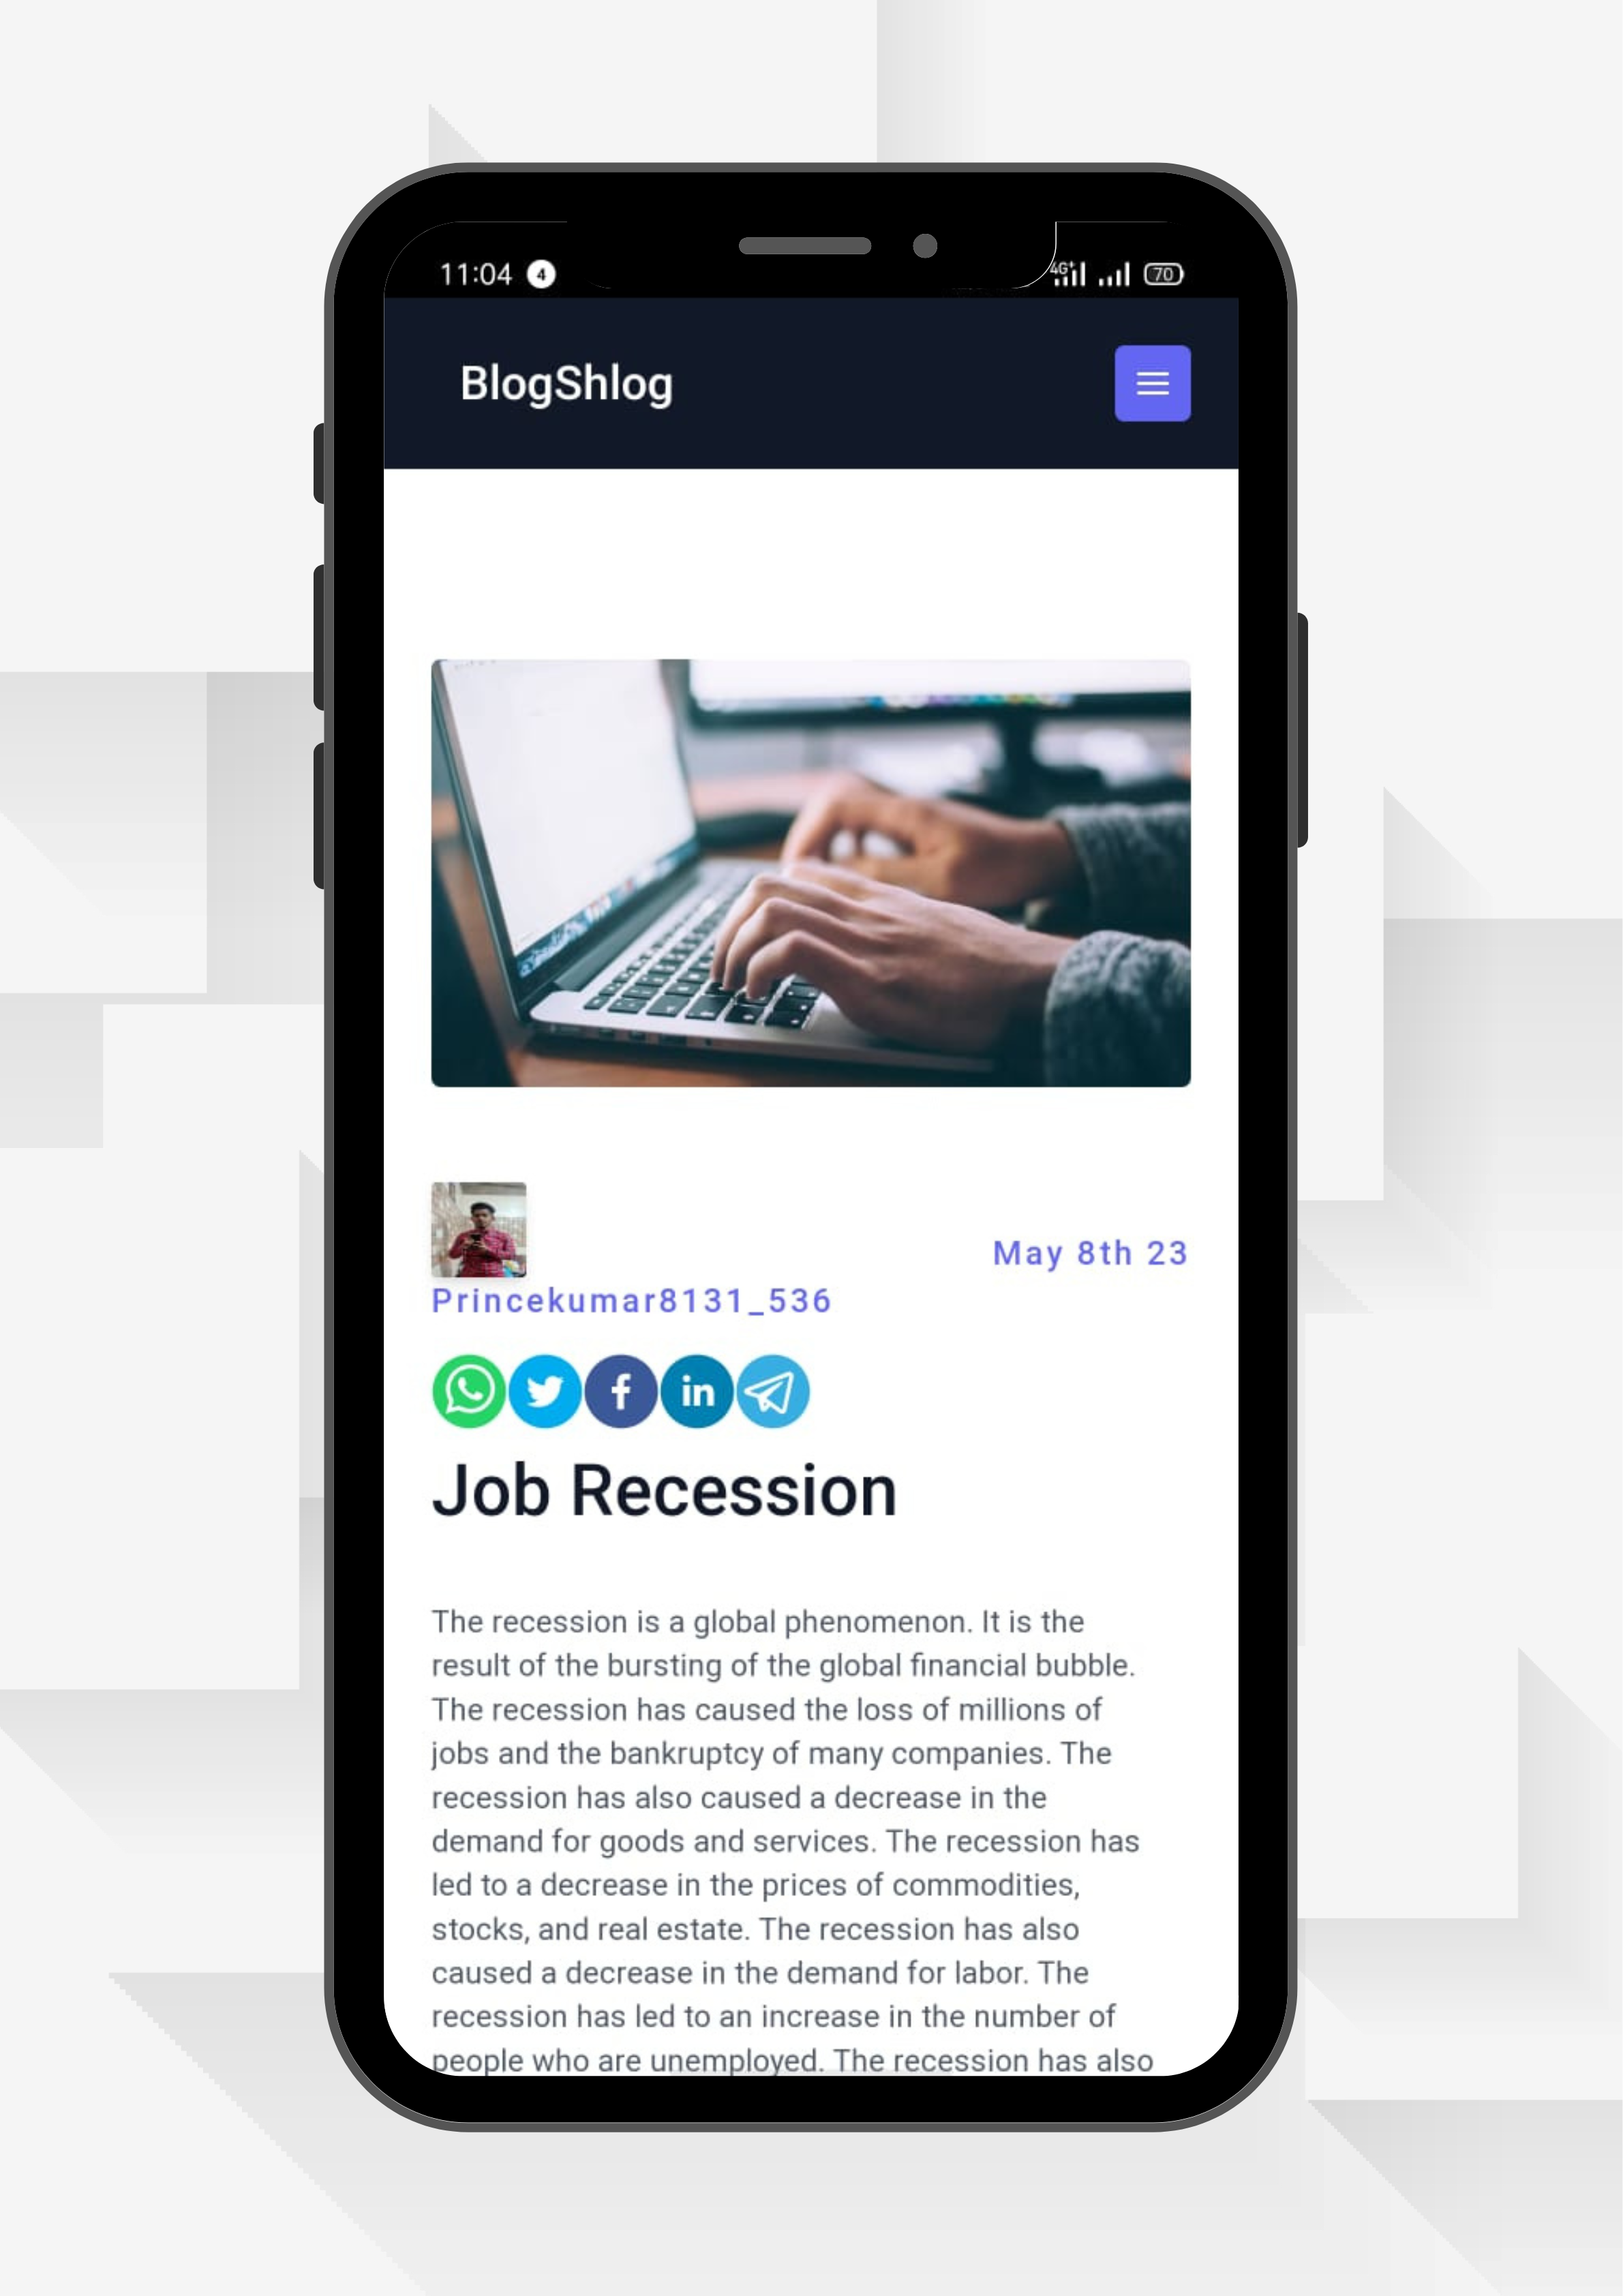 11:04 4
4G+ 70
BlogShlog
May 8th 23
Princekumar8131_536
in
Job Recession
The recession is a global phenomenon. It is the
result of the bursting of the global financial bubble.
The recession has caused the loss of millions of
jobs and the bankruptcy of many companies. The
recession has also caused a decrease in the
demand for goods and services. The recession has
led to a decrease in the prices of commodities,
stocks, and real estate. The recession has also
caused a decrease in the demand for labor. The
recession has led to an increase in the number of
people who are unemployed. The recession has also